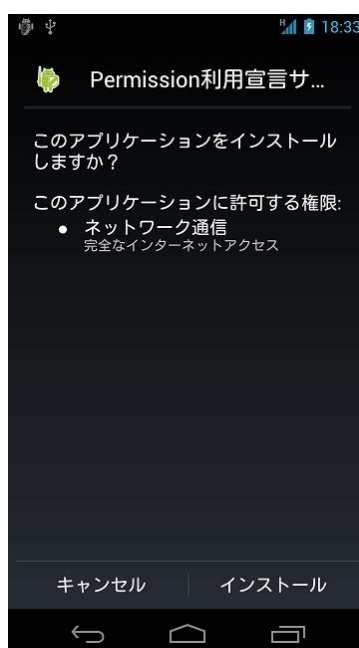 H 18:33
Permission利用宣言サ...
このアプリケーションをインストール
しますか？
このアプリケーションに許可する権限:
● ネットワーク通信
完全なインターネットアクセス
キャンセル インストール